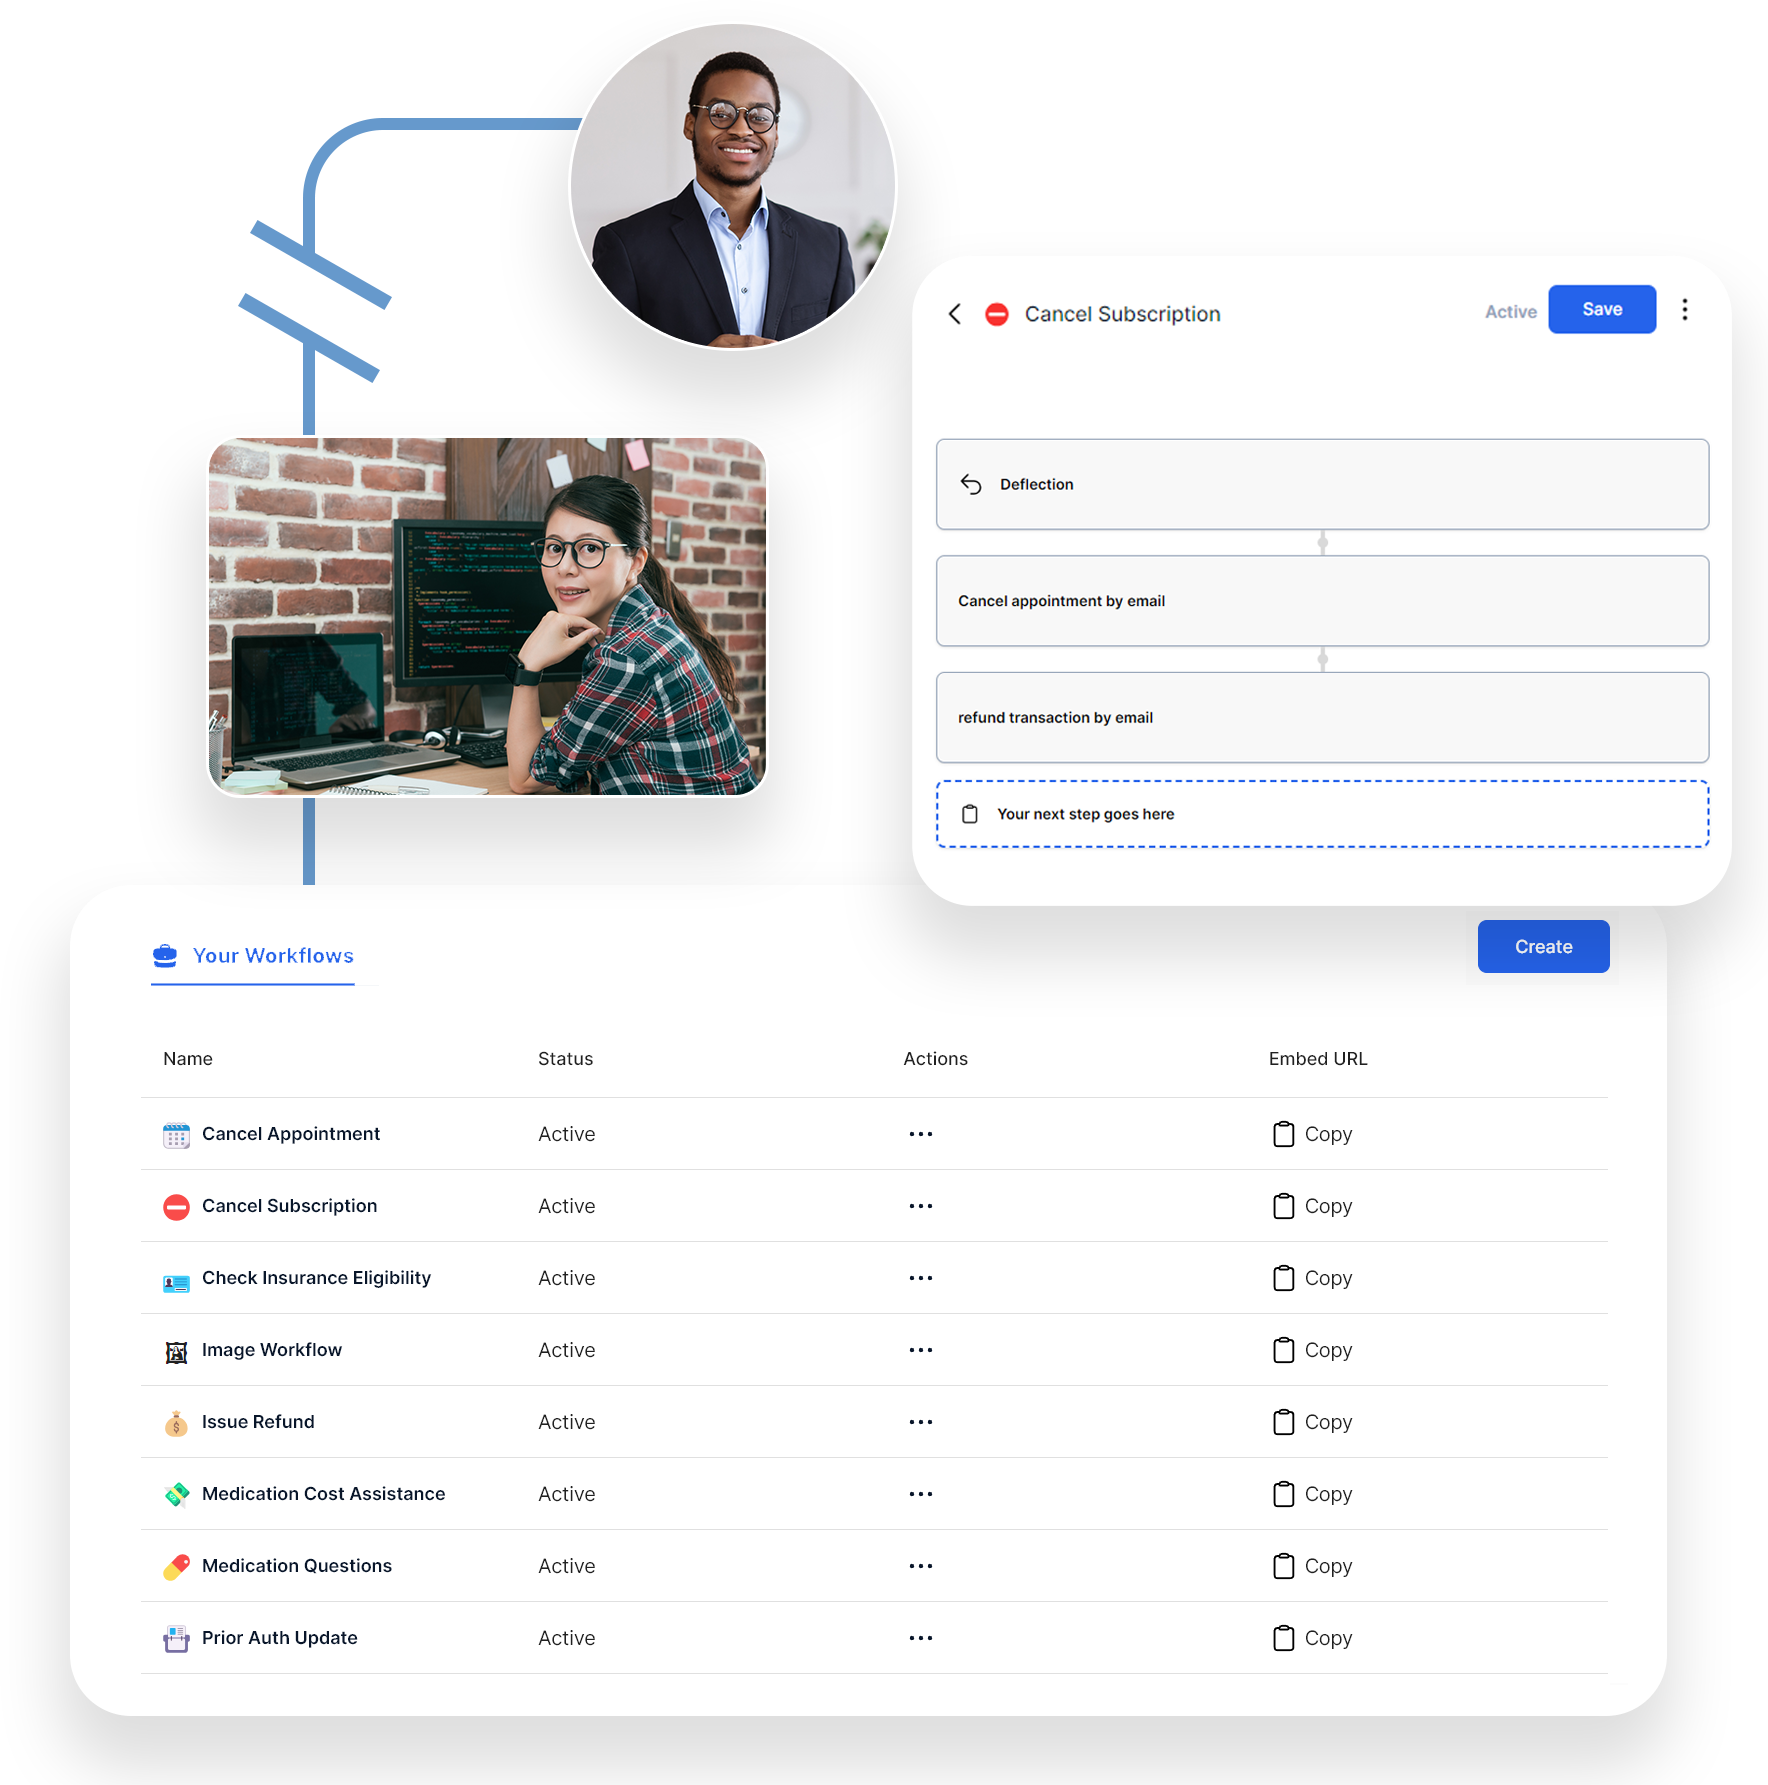 Cancel Subscription
Active
Save
Deflection
Cancel appointment by email
refund transaction by email
Your next step goes here
Your Workflows
Create
Name Status Actions Embed URL
Cancel Appointment Active Copy
Cancel Subscription Active Copy
Check Insurance Eligibility Active Copy
Image Workflow Active Copy
Issue Refund Active Copy
Medication Cost Assistance Active Copy
Medication Questions Active Copy
Prior Auth Update Active Copy